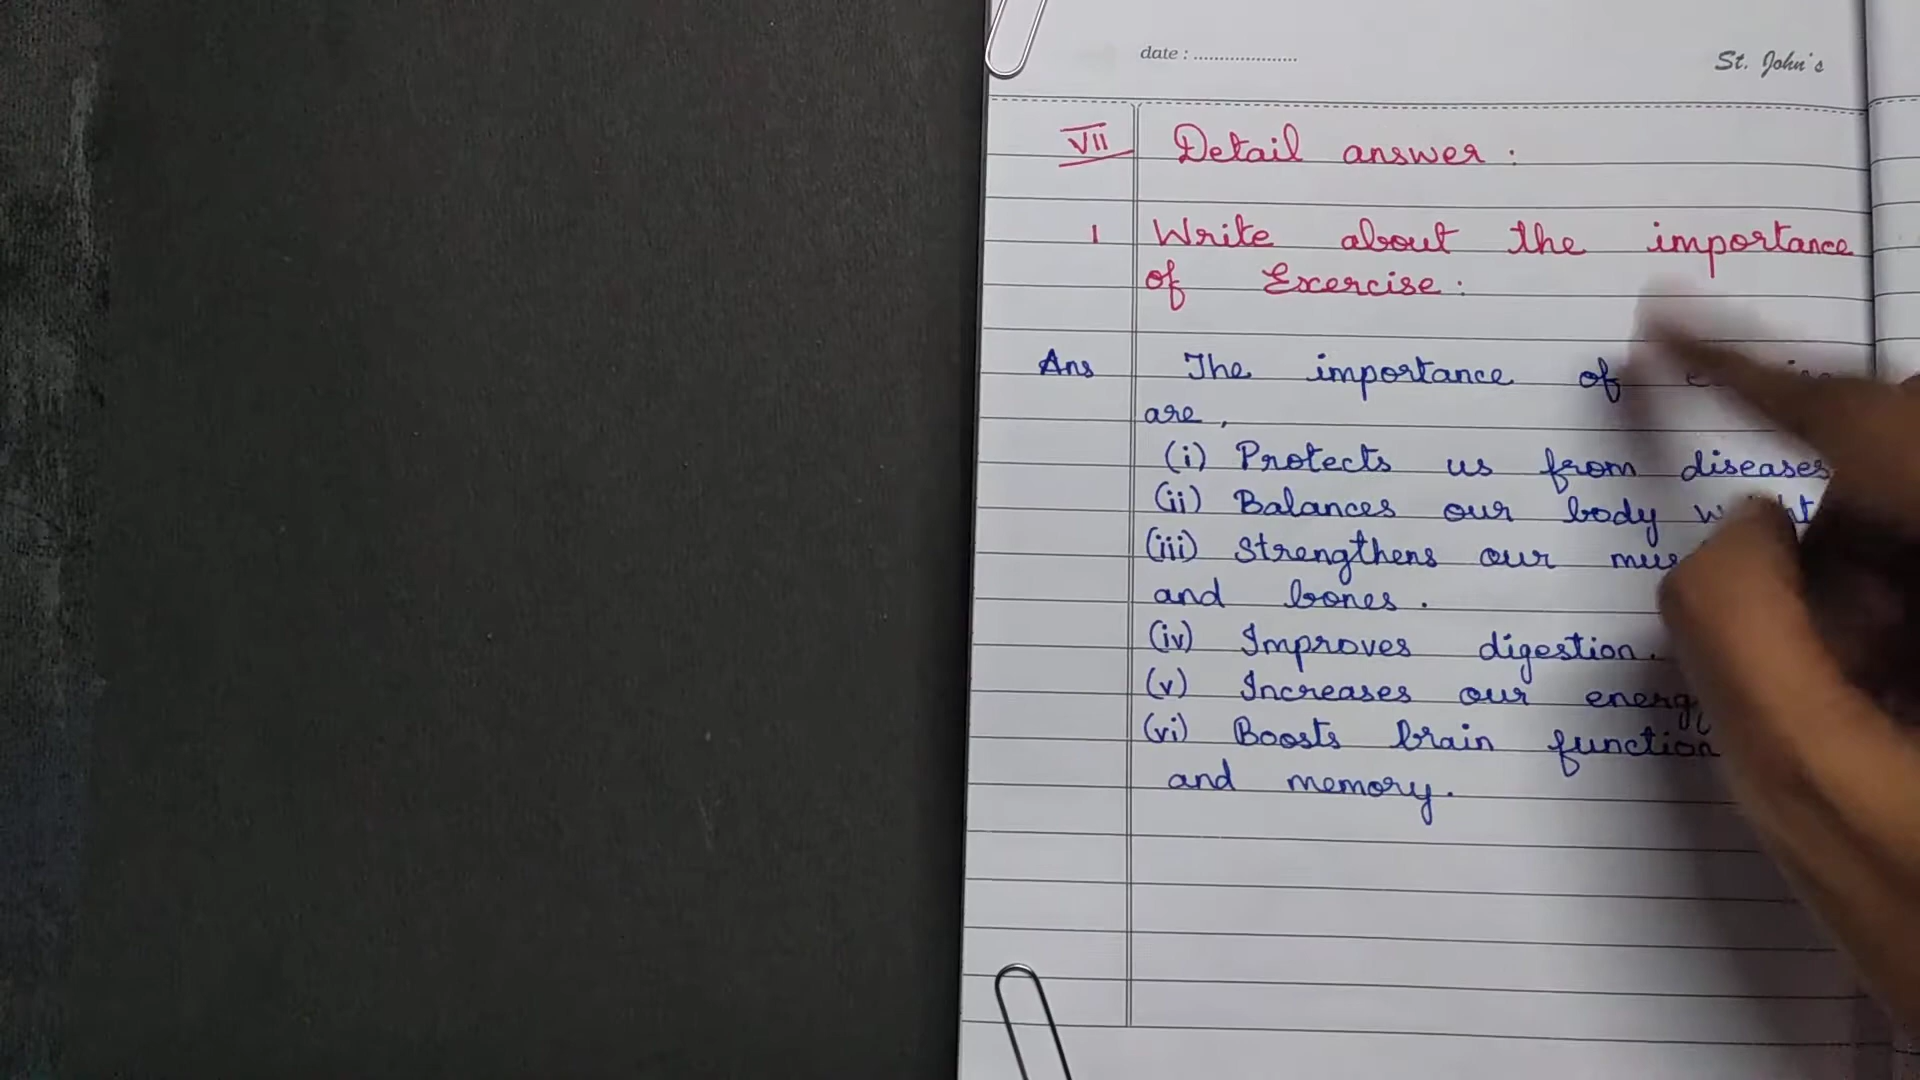 date : ....................
St. John's
VII Detail answer :
1 Write about the importance
of Exercise :
Ans The importance of
are,
(i) Protects us from diseases
(ii) Balances our body
(iii) Strengthens our
and bones.
(iv) Improves digestion.
(v) Increases our
(vi) Boosts brain function
and memory.